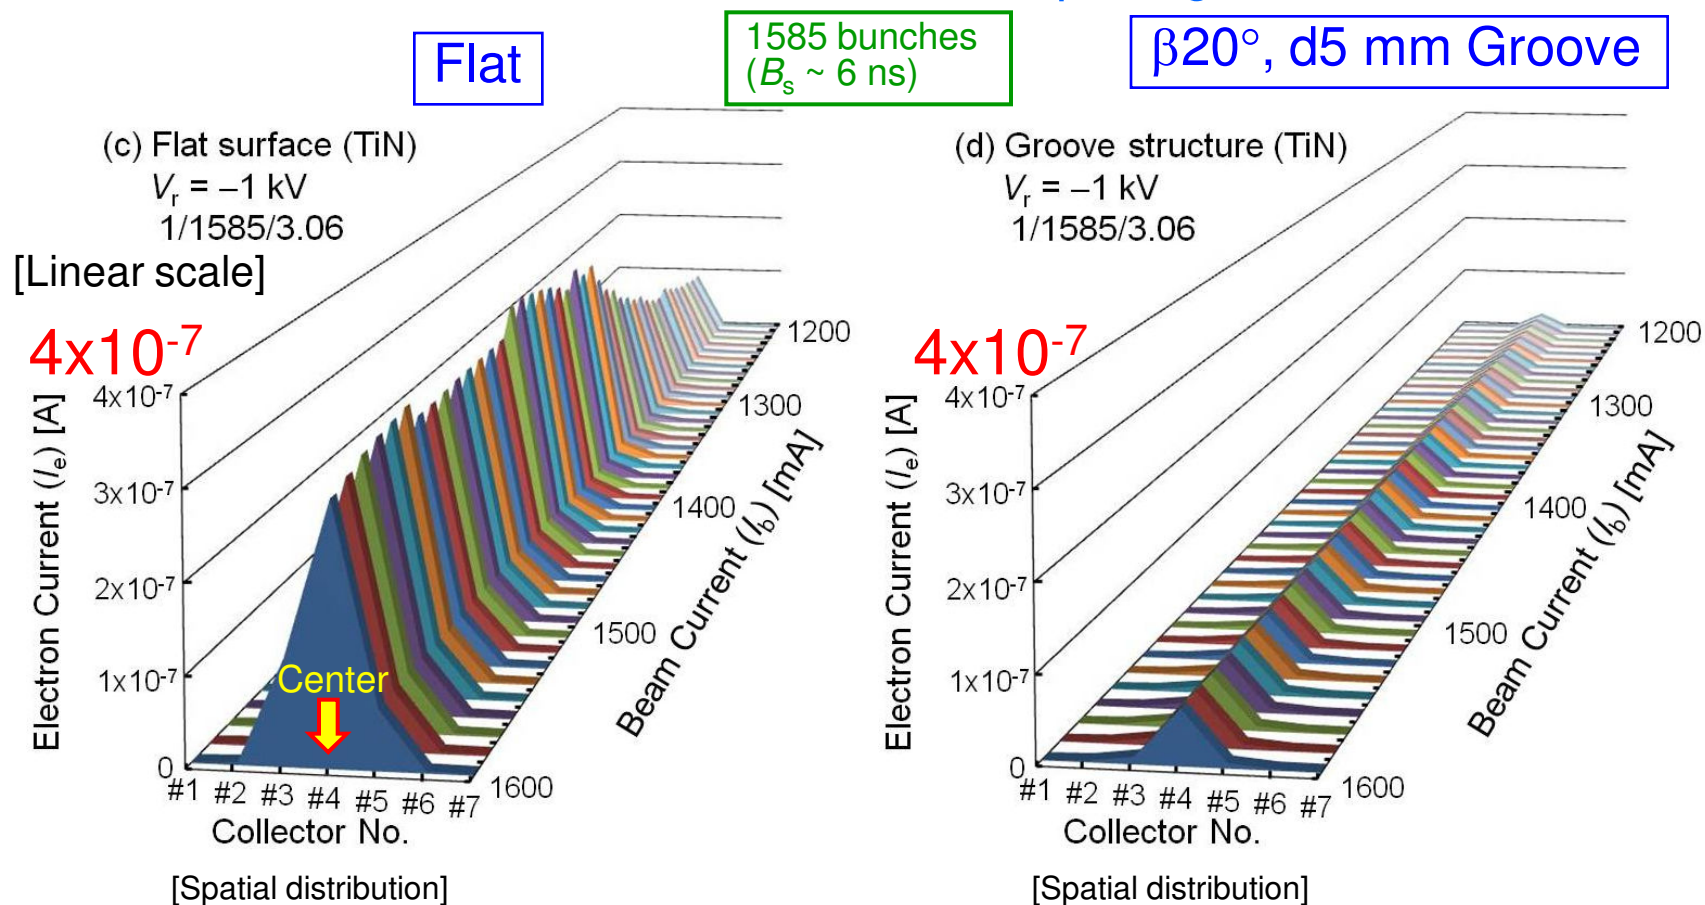 Flat
1585 bunches
(Bs ~ 6 ns)
β20°, d5 mm Groove
(c) Flat surface (TiN)
Vr = –1 kV
1/1585/3.06
[Linear scale]
4x10-7
Electron Current (Ie) [A]
4x10-7
3x10-7
2x10-7
1x10-7
0
Center
#1 #2 #3 #4 #5 #6 #7
Collector No.
1200
1300
1400
1500
1600
Beam Current (Ib) [mA]
[Spatial distribution]
(d) Groove structure (TiN)
Vr = –1 kV
1/1585/3.06
4x10-7
Electron Current (Ie) [A]
4x10-7
3x10-7
2x10-7
1x10-7
0
#1 #2 #3 #4 #5 #6 #7
Collector No.
1200
1300
1400
1500
1600
Beam Current (Ib) [mA]
[Spatial distribution]